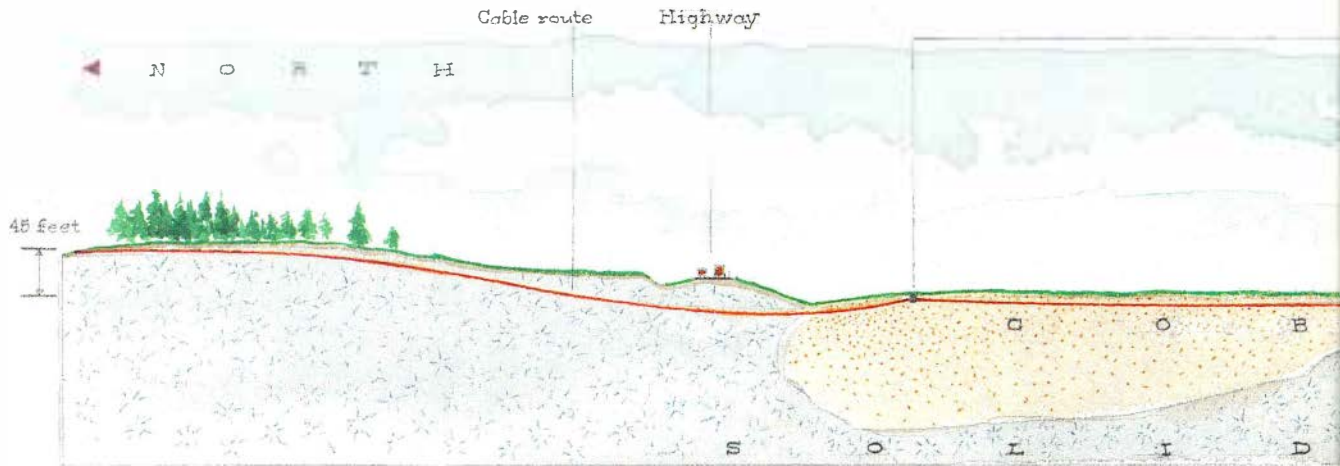 Cable route
Highway
N O R T H
45 feet
C O B
S O L I D